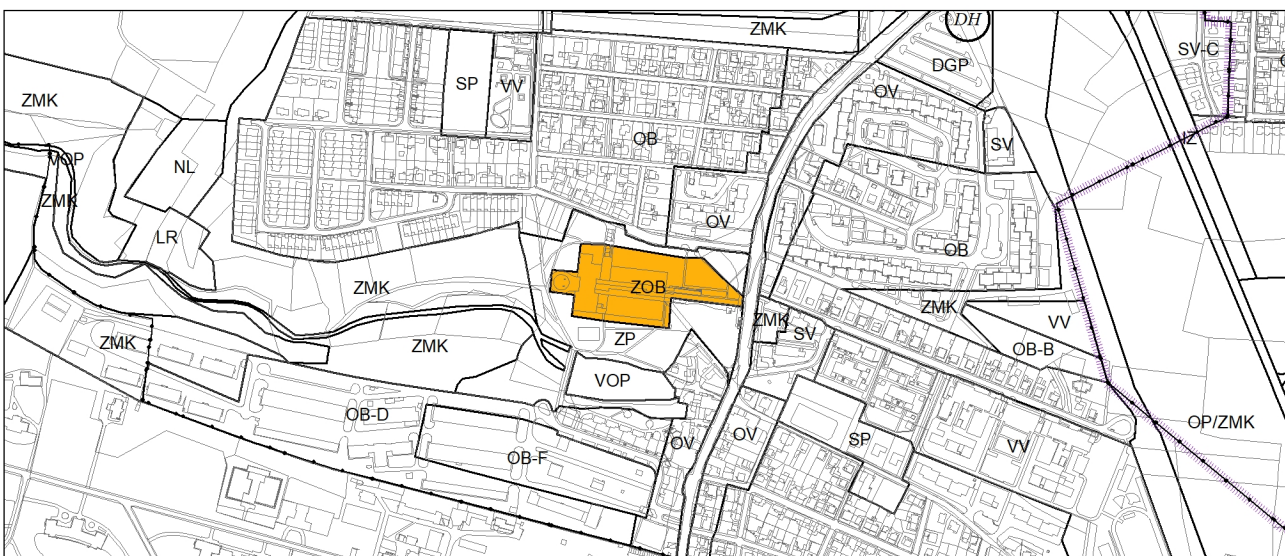 DH
ZMK
SV-C
DGP
SP
VV
OV
ZMK
SV
OB
IZ
VOP
NL
ZMK
OV
LR
OB
ZOB
ZMK
ZMK
ZMK
VV
SV
ZMK
ZP
ZMK
OB-B
VOP
OB-D
OP/ZMK
SP
OV
OV
VV
OB-F